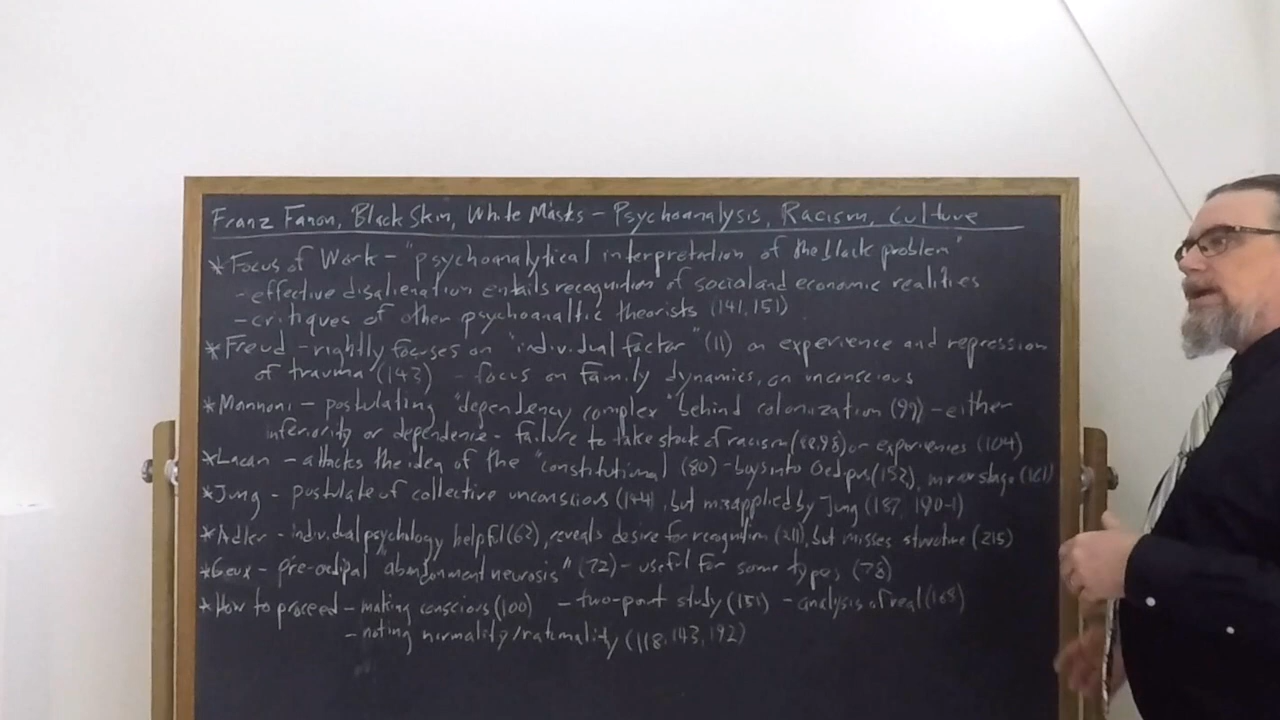 Franz Fanon, Black Skin, White Masks - Psychoanalysis, Racism, Culture
* Focus of Work - "psychoanalytical interpretation of the black problem"
- effective disalienation entails recognition of social and economic realities
- critiques of other psychoanaltic theorists (141, 151)
* Freud - rightly focuses on "individual factor" (11) on experience and repression
of trauma (143) - focus on family dynamics, on unconscious
* Mannoni - postulating "dependency complex" behind colonization (99) - either
inferiority or dependence - failure to take stock of racism or experiences (104)
* Lacan - attacks the idea of the "constitutional (80) - buys into Oedipus (152), mirror stage (161)
* Jung - postulate of collective unconscious (144), but misapplied by Jung (187, 190-1)
* Adler - individual psychology helpful (62), reveals desire for recognition (211), but misses structure (215)
* Geux - pre-oedipal "abandonment neurosis" (72) - useful for some types (78)
* How to proceed - making conscious (100) - two-point study (151) - analysis of real (168)
- noting normality/rationality (118, 143, 192)